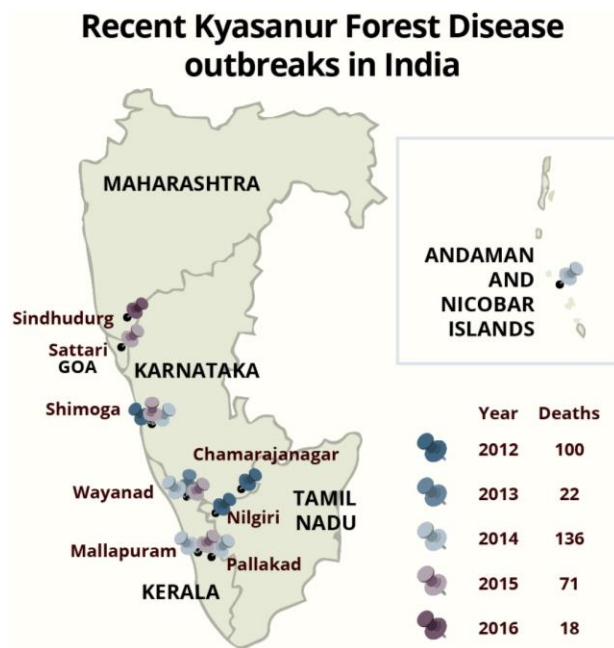 Recent Kyasanur Forest Disease
outbreaks in India
MAHARASHTRA
ANDAMAN
AND
NICOBAR
ISLANDS
Sindhudurg
Sattari
GOA
KARNATAKA
Shimoga
Chamarajanagar
Wayanad
TAMIL
NADU
Nilgiri
Mallapuram
Pallakad
KERALA
Year Deaths
2012 100
2013 22
2014 136
2015 71
2016 18